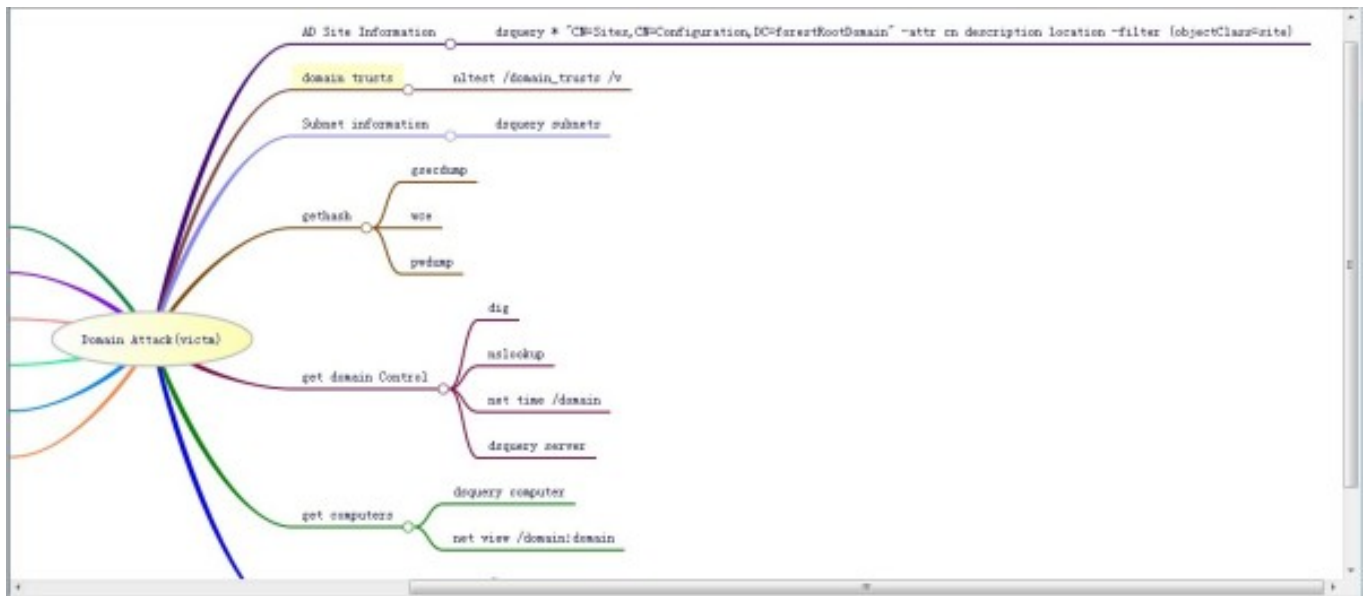 AD Site Information
dsquery * "CN=Sites,CN=Configuration,DC=forestRootDomain" -attr cn description location -filter (objectClass=site)
domain trusts
nltest /domain_trusts /v
Subnet information
dsquery subnets
gsecdump
gethash
wce
pwdump
Domain Attack(victm)
dig
nslookup
get domain Control
net time /domain
dsquery server
dsquery computer
get computers
net view /domain:domain